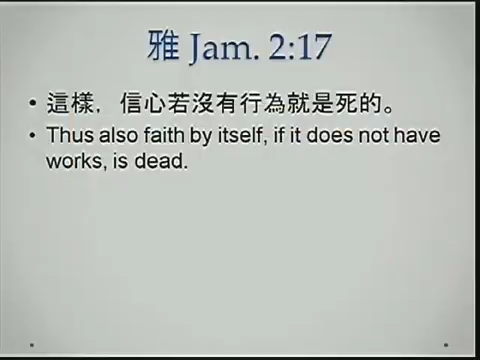 雅 Jam. 2:17
• 這樣，信心若沒有行為就是死的。
• Thus also faith by itself, if it does not have
works, is dead.